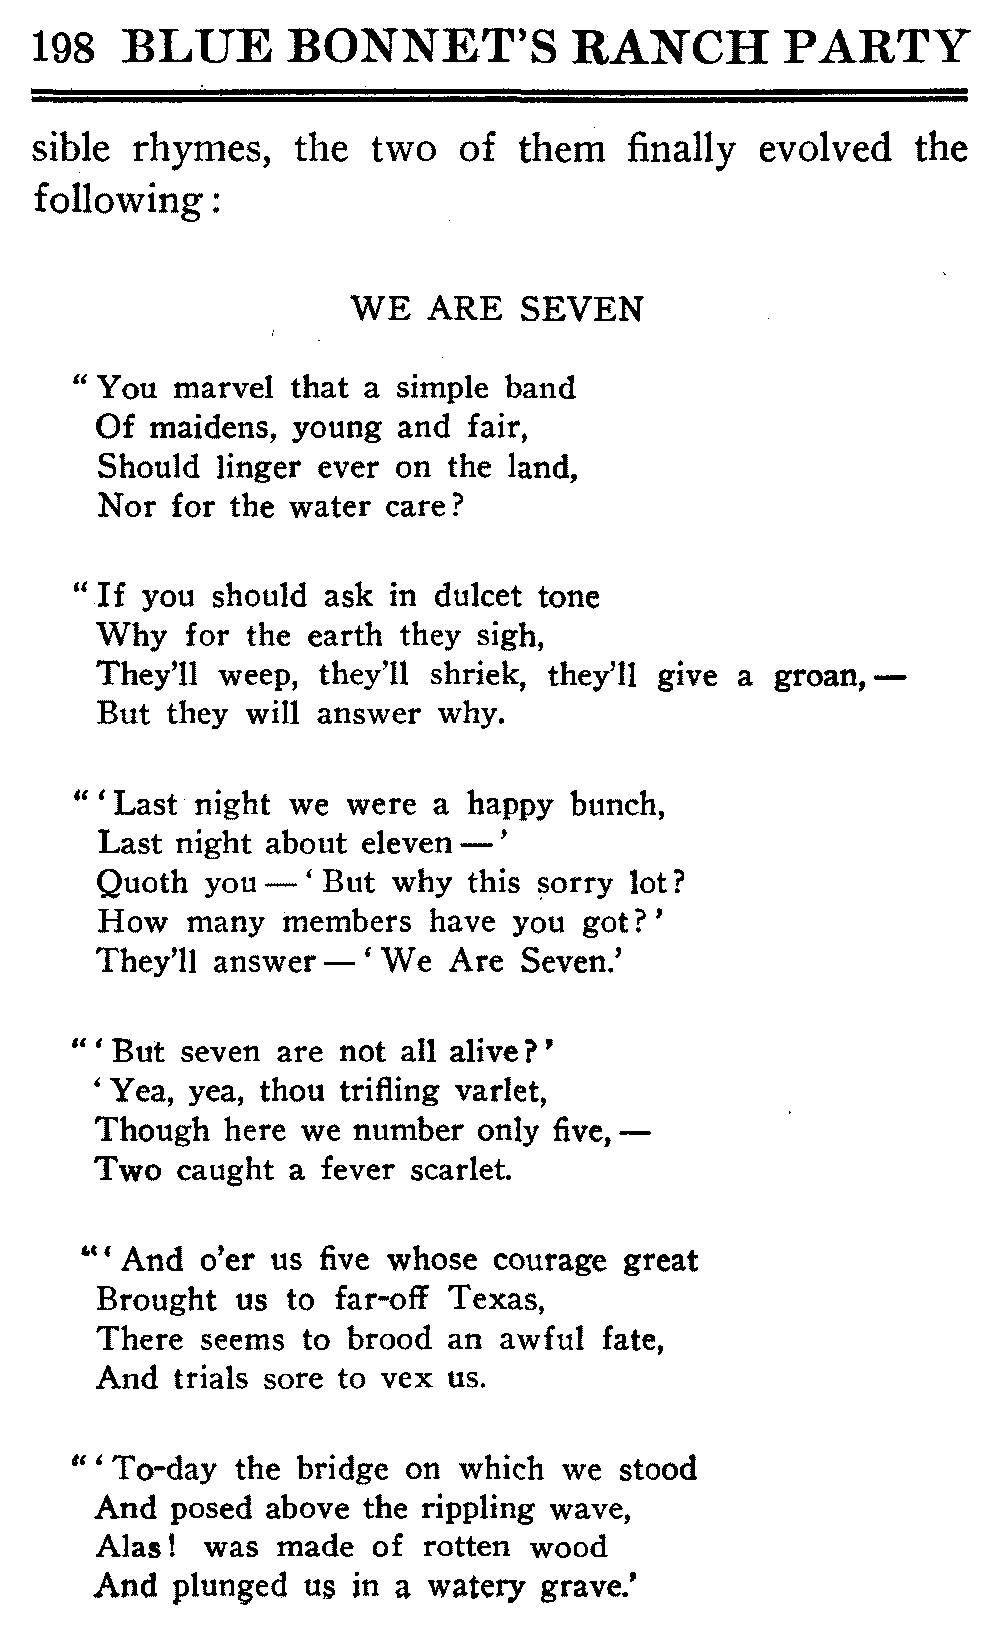 198 BLUE BONNET'S RANCH PARTY
sible rhymes, the two of them finally evolved the
following:
WE ARE SEVEN
"You marvel that a simple band
Of maidens, young and fair,
Should linger ever on the land,
Nor for the water care?
"If you should ask in dulcet tone
Why for the earth they sigh,
They'll weep, they'll shriek, they'll give a groan,—
But they will answer why.
"'Last night we were a happy bunch,
Last night about eleven—'
Quoth you—'But why this sorry lot?
How many members have you got?'
They'll answer—'We Are Seven.'
"'But seven are not all alive?'
'Yea, yea, thou trifling varlet,
Though here we number only five,—
Two caught a fever scarlet.
"'And o'er us five whose courage great
Brought us to far-off Texas,
There seems to brood an awful fate,
And trials sore to vex us.
"'To-day the bridge on which we stood
And posed above the rippling wave,
Alas! was made of rotten wood
And plunged us in a watery grave.'